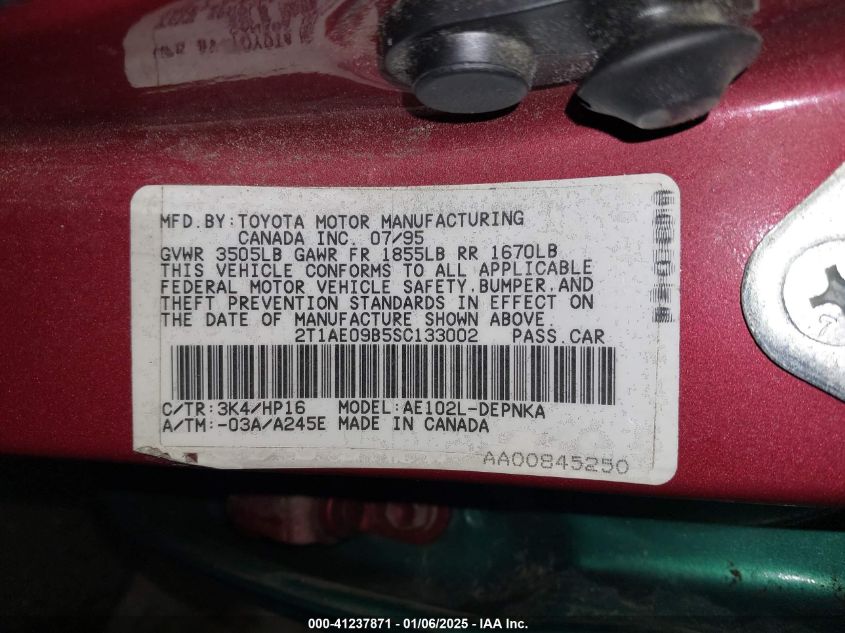 MFD.BY:TOYOTA MOTOR MANUFACTURING
CANADA INC. 07/95
GVWR 3505LB GAWR FR 1855LB RR 1670LB
THIS VEHICLE CONFORMS TO ALL APPLICABLE
FEDERAL MOTOR VEHICLE SAFETY,BUMPER,AND
THEFT PREVENTION STANDARDS IN EFFECT ON
THE DATE OF MANUFACTURE SHOWN ABOVE.
2T1AE09B5SC133002 PASS.CAR
C/TR:3K4/HP16 MODEL:AE102L-DEPNKA
A/TM:-03A/A245E MADE IN CANADA
AA00845250
000-41237871 - 01/06/2025 - IAA Inc.